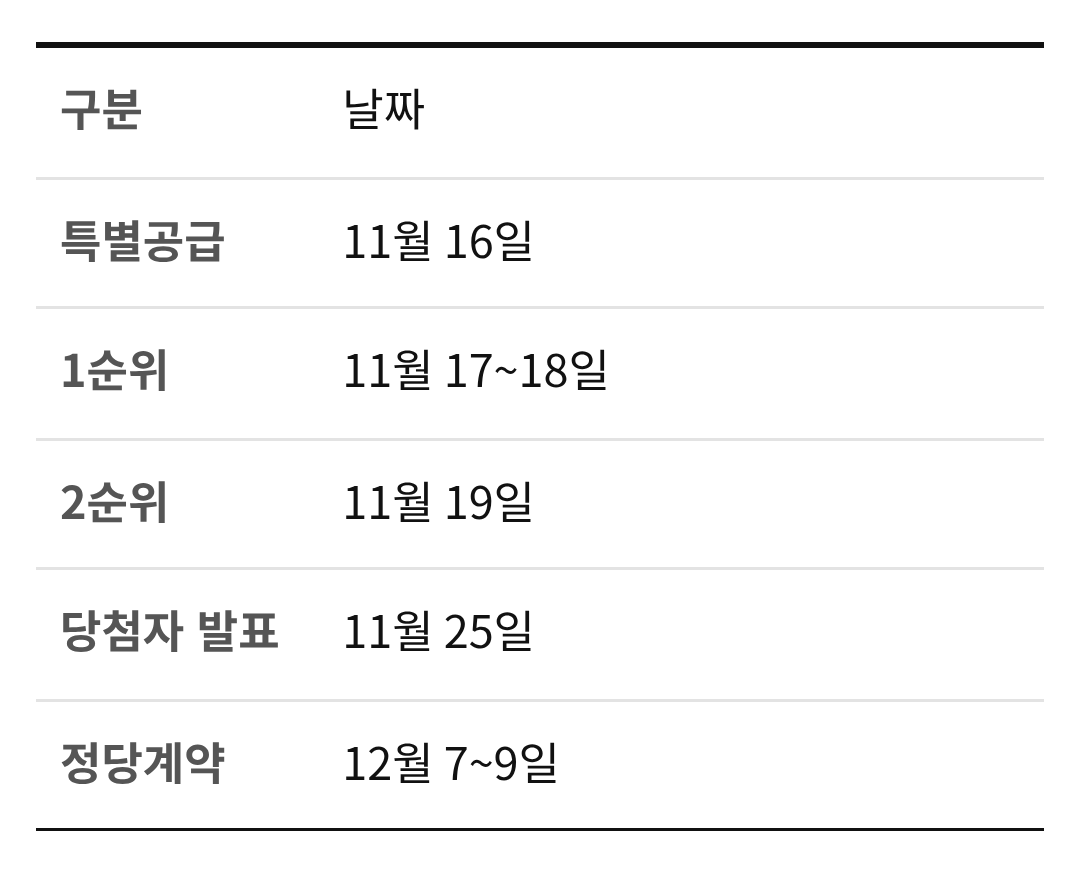 구분 날짜
특별공급 11월 16일
1순위 11월 17~18일
2순위 11월 19일
당첨자 발표 11월 25일
정당계약 12월 7~9일